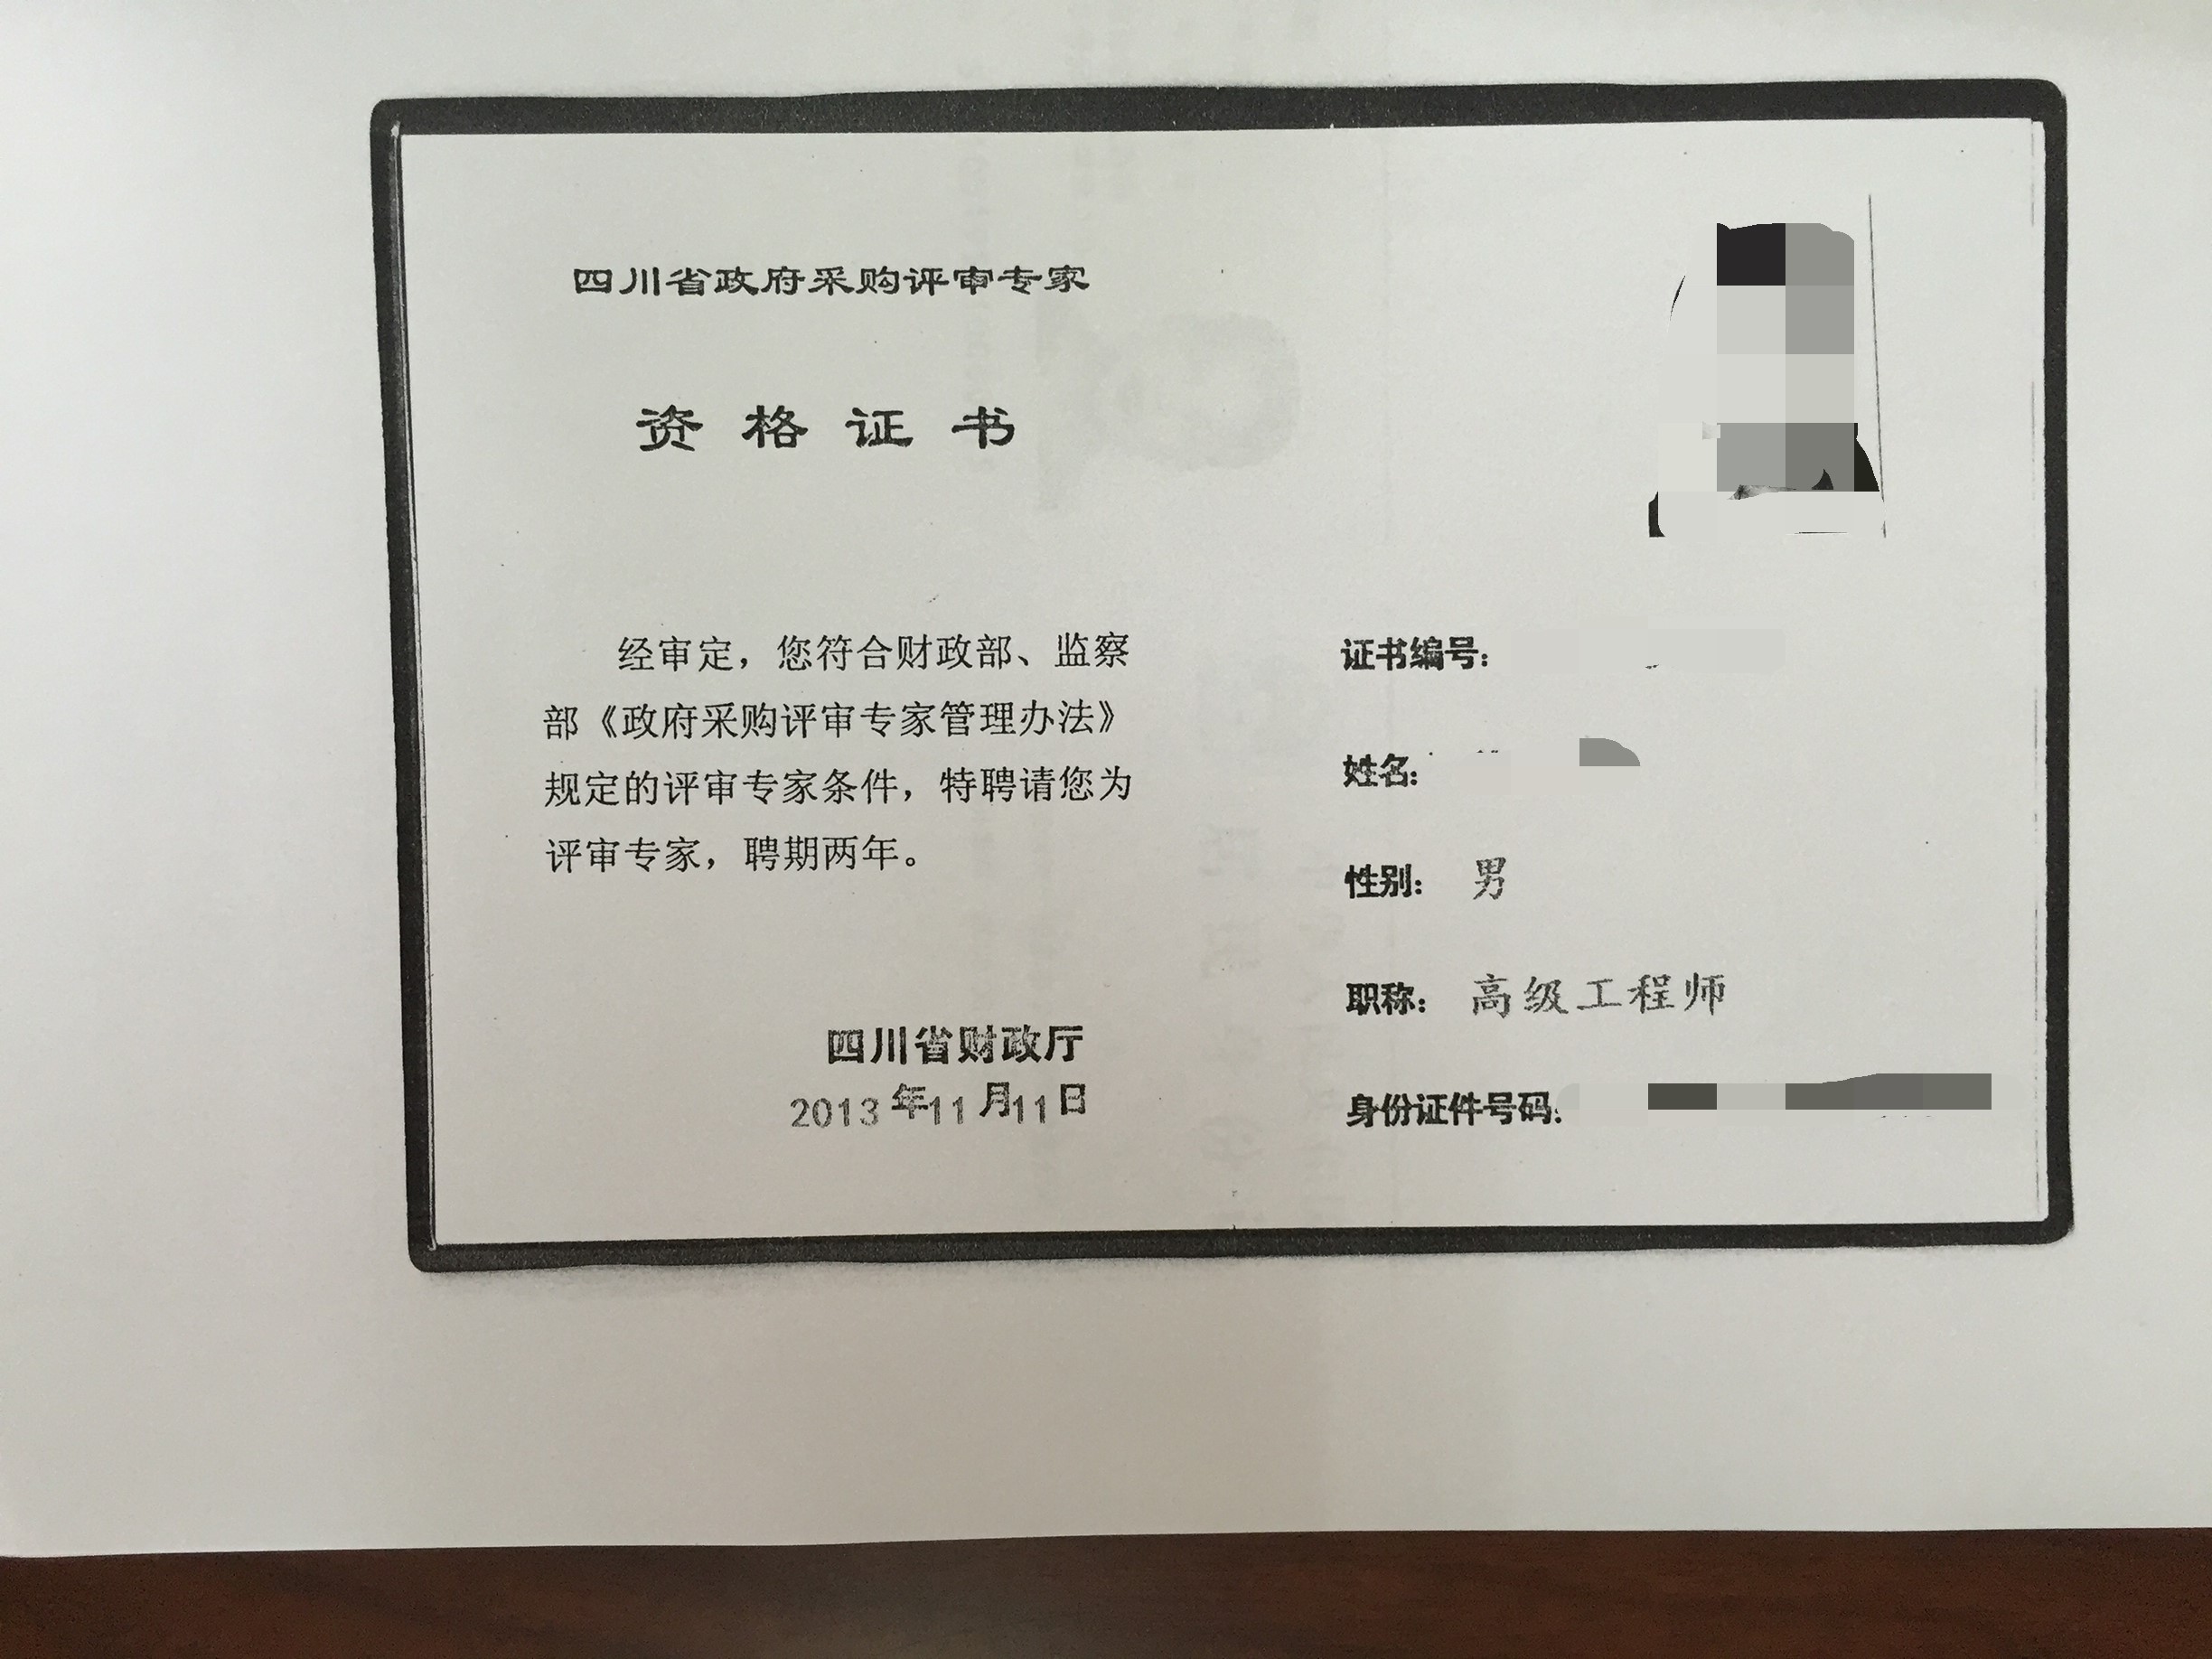 四川省政府采购评审专家
资格证书
经审定，您符合财政部、监察
部《政府采购评审专家管理办法》
规定的评审专家条件，特聘请您为
评审专家，聘期两年。
四川省财政厅
2013年11月11日
证书编号：
姓名：
性别：男
职称：高级工程师
身份证件号码：